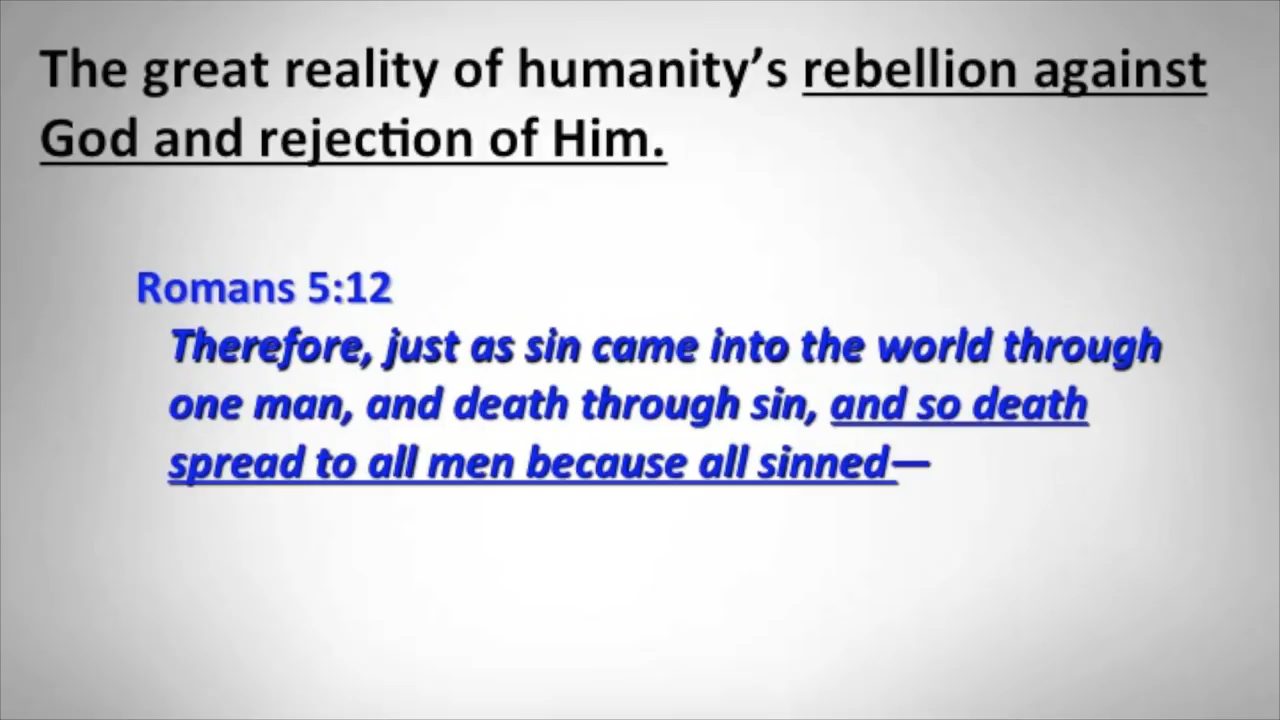 The great reality of humanity’s rebellion against
God and rejection of Him.
Romans 5:12
Therefore, just as sin came into the world through
one man, and death through sin, and so death
spread to all men because all sinned—